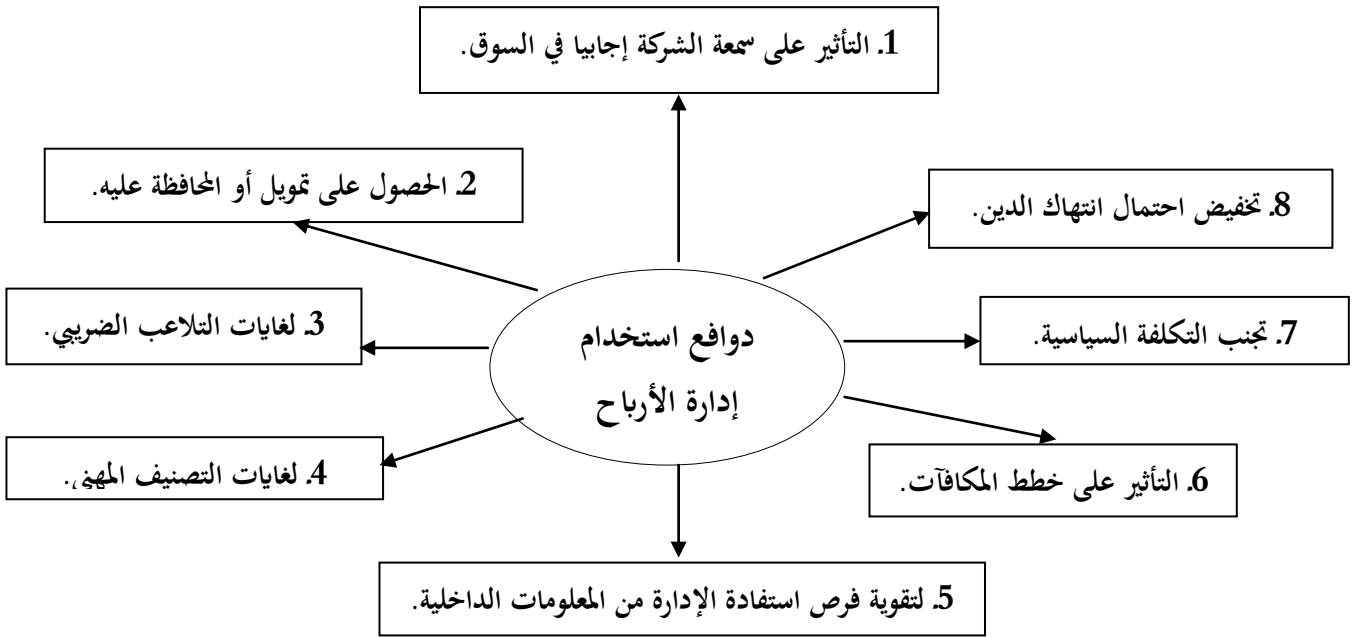 1. التأثير على سمعة الشركة إجابيا في السوق.
2. الحصول على تمويل أو المحافظة عليه.
3. لغايات التلاعب الضريبي.
4. لغايات التصنيف المهني.
5. لتقوية فرص استفادة الإدارة من المعلومات الداخلية.
6. التأثير على خطط المكافآت.
7. تجنب التكلفة السياسية.
8. تخفيض احتمال انتهاك الدين.
دوافع استخدام
إدارة الأرباح